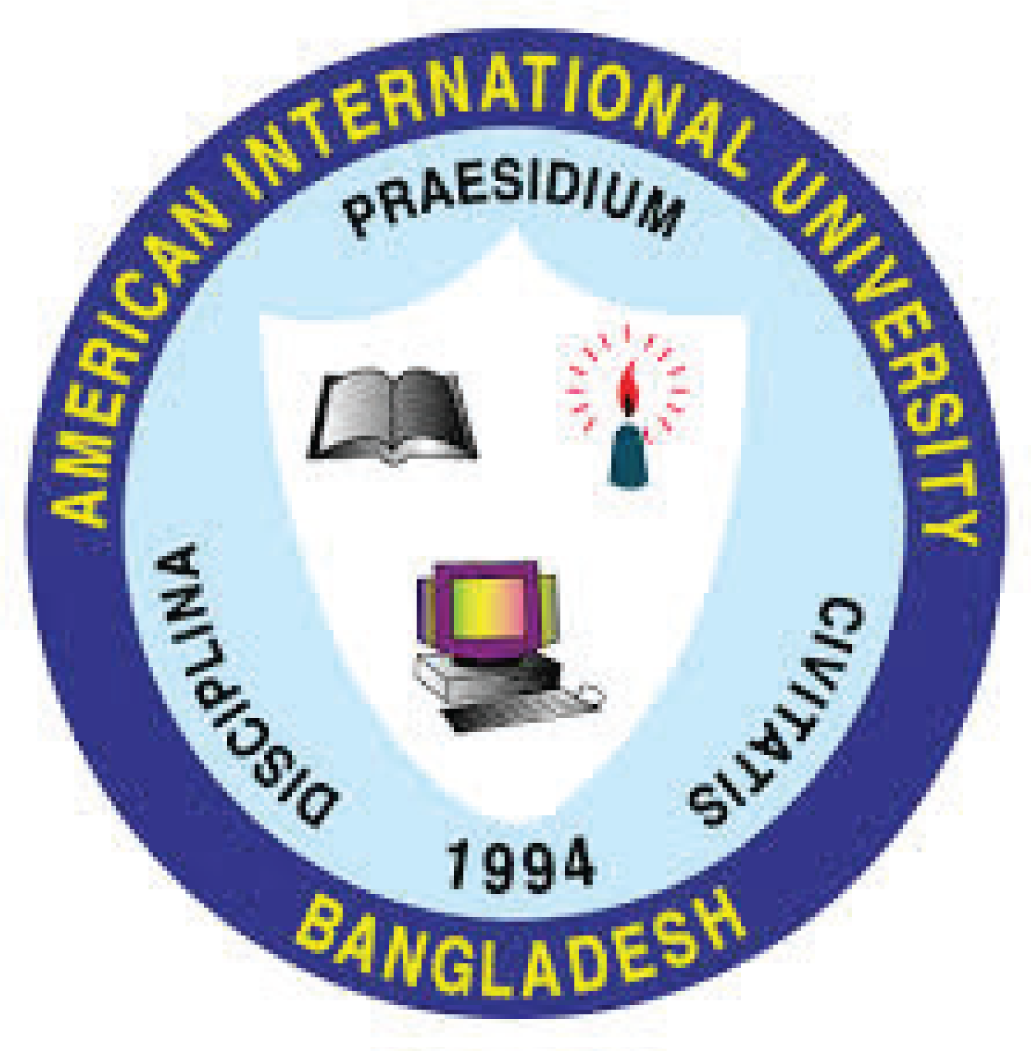 AMERICAN INTERNATIONAL UNIVERSITY
PRAESIDIUM
DISCIPLINA
CIVITATIS
1994
BANGLADESH